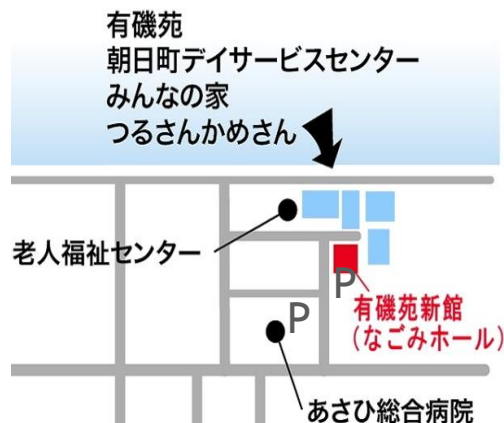 有磯苑
朝日町デイサービスセンター
みんなの家
つるさんかめさん
老人福祉センター
P
有磯苑新館
(なごみホール)
P
あさひ総合病院